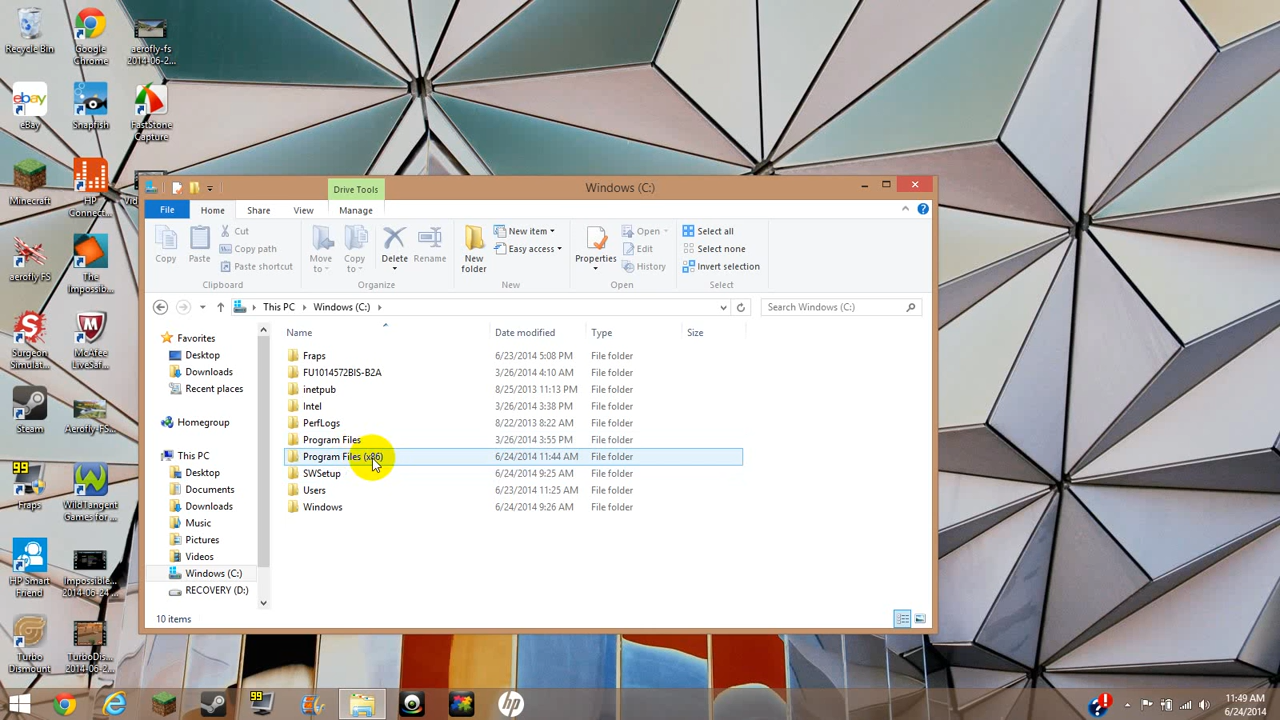 Recycle Bin
Google Chrome
aerofly-fs 2014-06-2...
eBay
Snapfish
FastStone Capture
Minecraft
HP Connect...
Vid
aerofly FS
The Impossib...
Surgeon Simulat...
McAfee LiveSaf...
Steam
Aerofly-FS...
99
Fraps
WildTangent Games for ...
HP Smart Friend
Impossible... 2014-06-24 ...
Turbo Dismount
TurboDis... 2014-06-2...
Drive Tools
Windows (C:)
File
Home
Share
View
Manage
Copy
Paste
Cut
Copy path
Paste shortcut
Clipboard
Move to
Copy to
Delete
Rename
Organize
New folder
New item
Easy access
New
Properties
Open
Edit
History
Open
Select all
Select none
Invert selection
Select
This PC
Windows (C:)
Search Windows (C:)
Favorites
Desktop
Downloads
Recent places
Homegroup
This PC
Desktop
Documents
Downloads
Music
Pictures
Videos
Windows (C:)
RECOVERY (D:)
Name Date modified Type Size
Fraps 6/23/2014 5:08 PM File folder
FU1014572BIS-B2A 3/26/2014 4:10 AM File folder
inetpub 8/25/2013 11:13 PM File folder
Intel 3/26/2014 3:38 PM File folder
PerfLogs 8/22/2013 8:22 AM File folder
Program Files 3/26/2014 3:55 PM File folder
Program Files (x86) 6/24/2014 11:44 AM File folder
SWSetup 6/24/2014 9:25 AM File folder
Users 6/23/2014 11:25 AM File folder
Windows 6/24/2014 9:26 AM File folder
10 items
99
hp
11:49 AM
6/24/2014